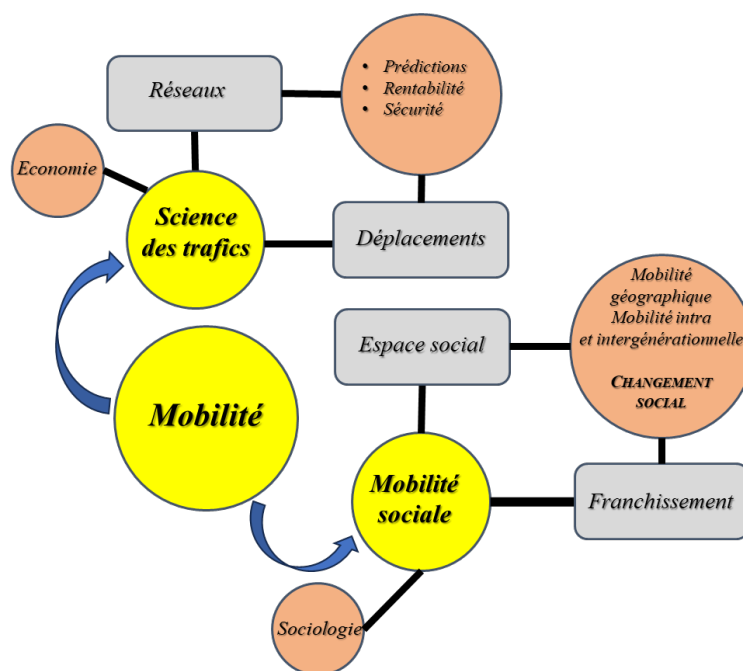 Réseaux
• Prédictions
• Rentabilité
• Sécurité
Economie
Science
des trafics
Déplacements
Mobilité
géographique
Mobilité intra
et intergénérationnelle
CHANGEMENT
SOCIAL
Espace social
Mobilité
Mobilité
sociale
Franchissement
Sociologie